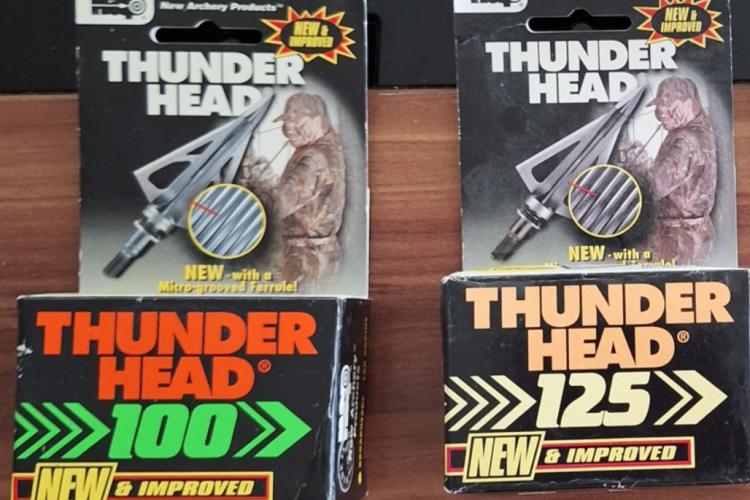 New Archery Products™
NEW &
IMPROVED
THUNDER
HEAD
NEW - with a
Micro-grooved Ferrule!
THUNDER
HEAD®
100
NEW & IMPROVED
NEW &
IMPROVED
THUNDER
HEAD
NEW - with a
THUNDER
HEAD®
125
NEW & IMPROVED